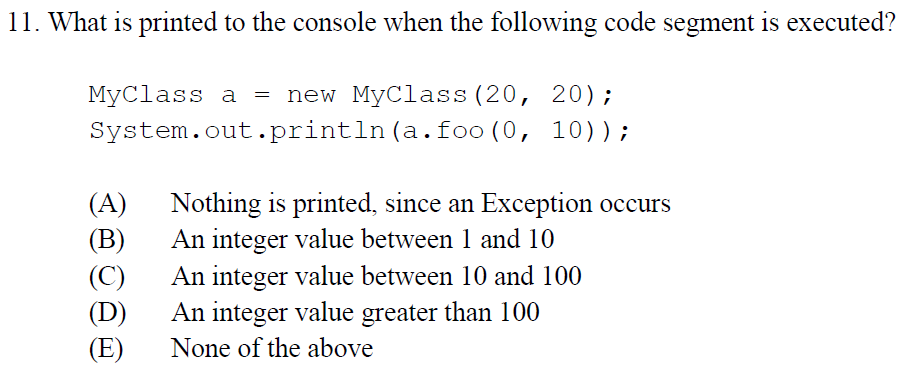 11. What is printed to the console when the following code segment is executed?
MyClass a = new MyClass(20, 20);
System.out.println(a.foo(0, 10));
(A) Nothing is printed, since an Exception occurs
(B) An integer value between 1 and 10
(C) An integer value between 10 and 100
(D) An integer value greater than 100
(E) None of the above